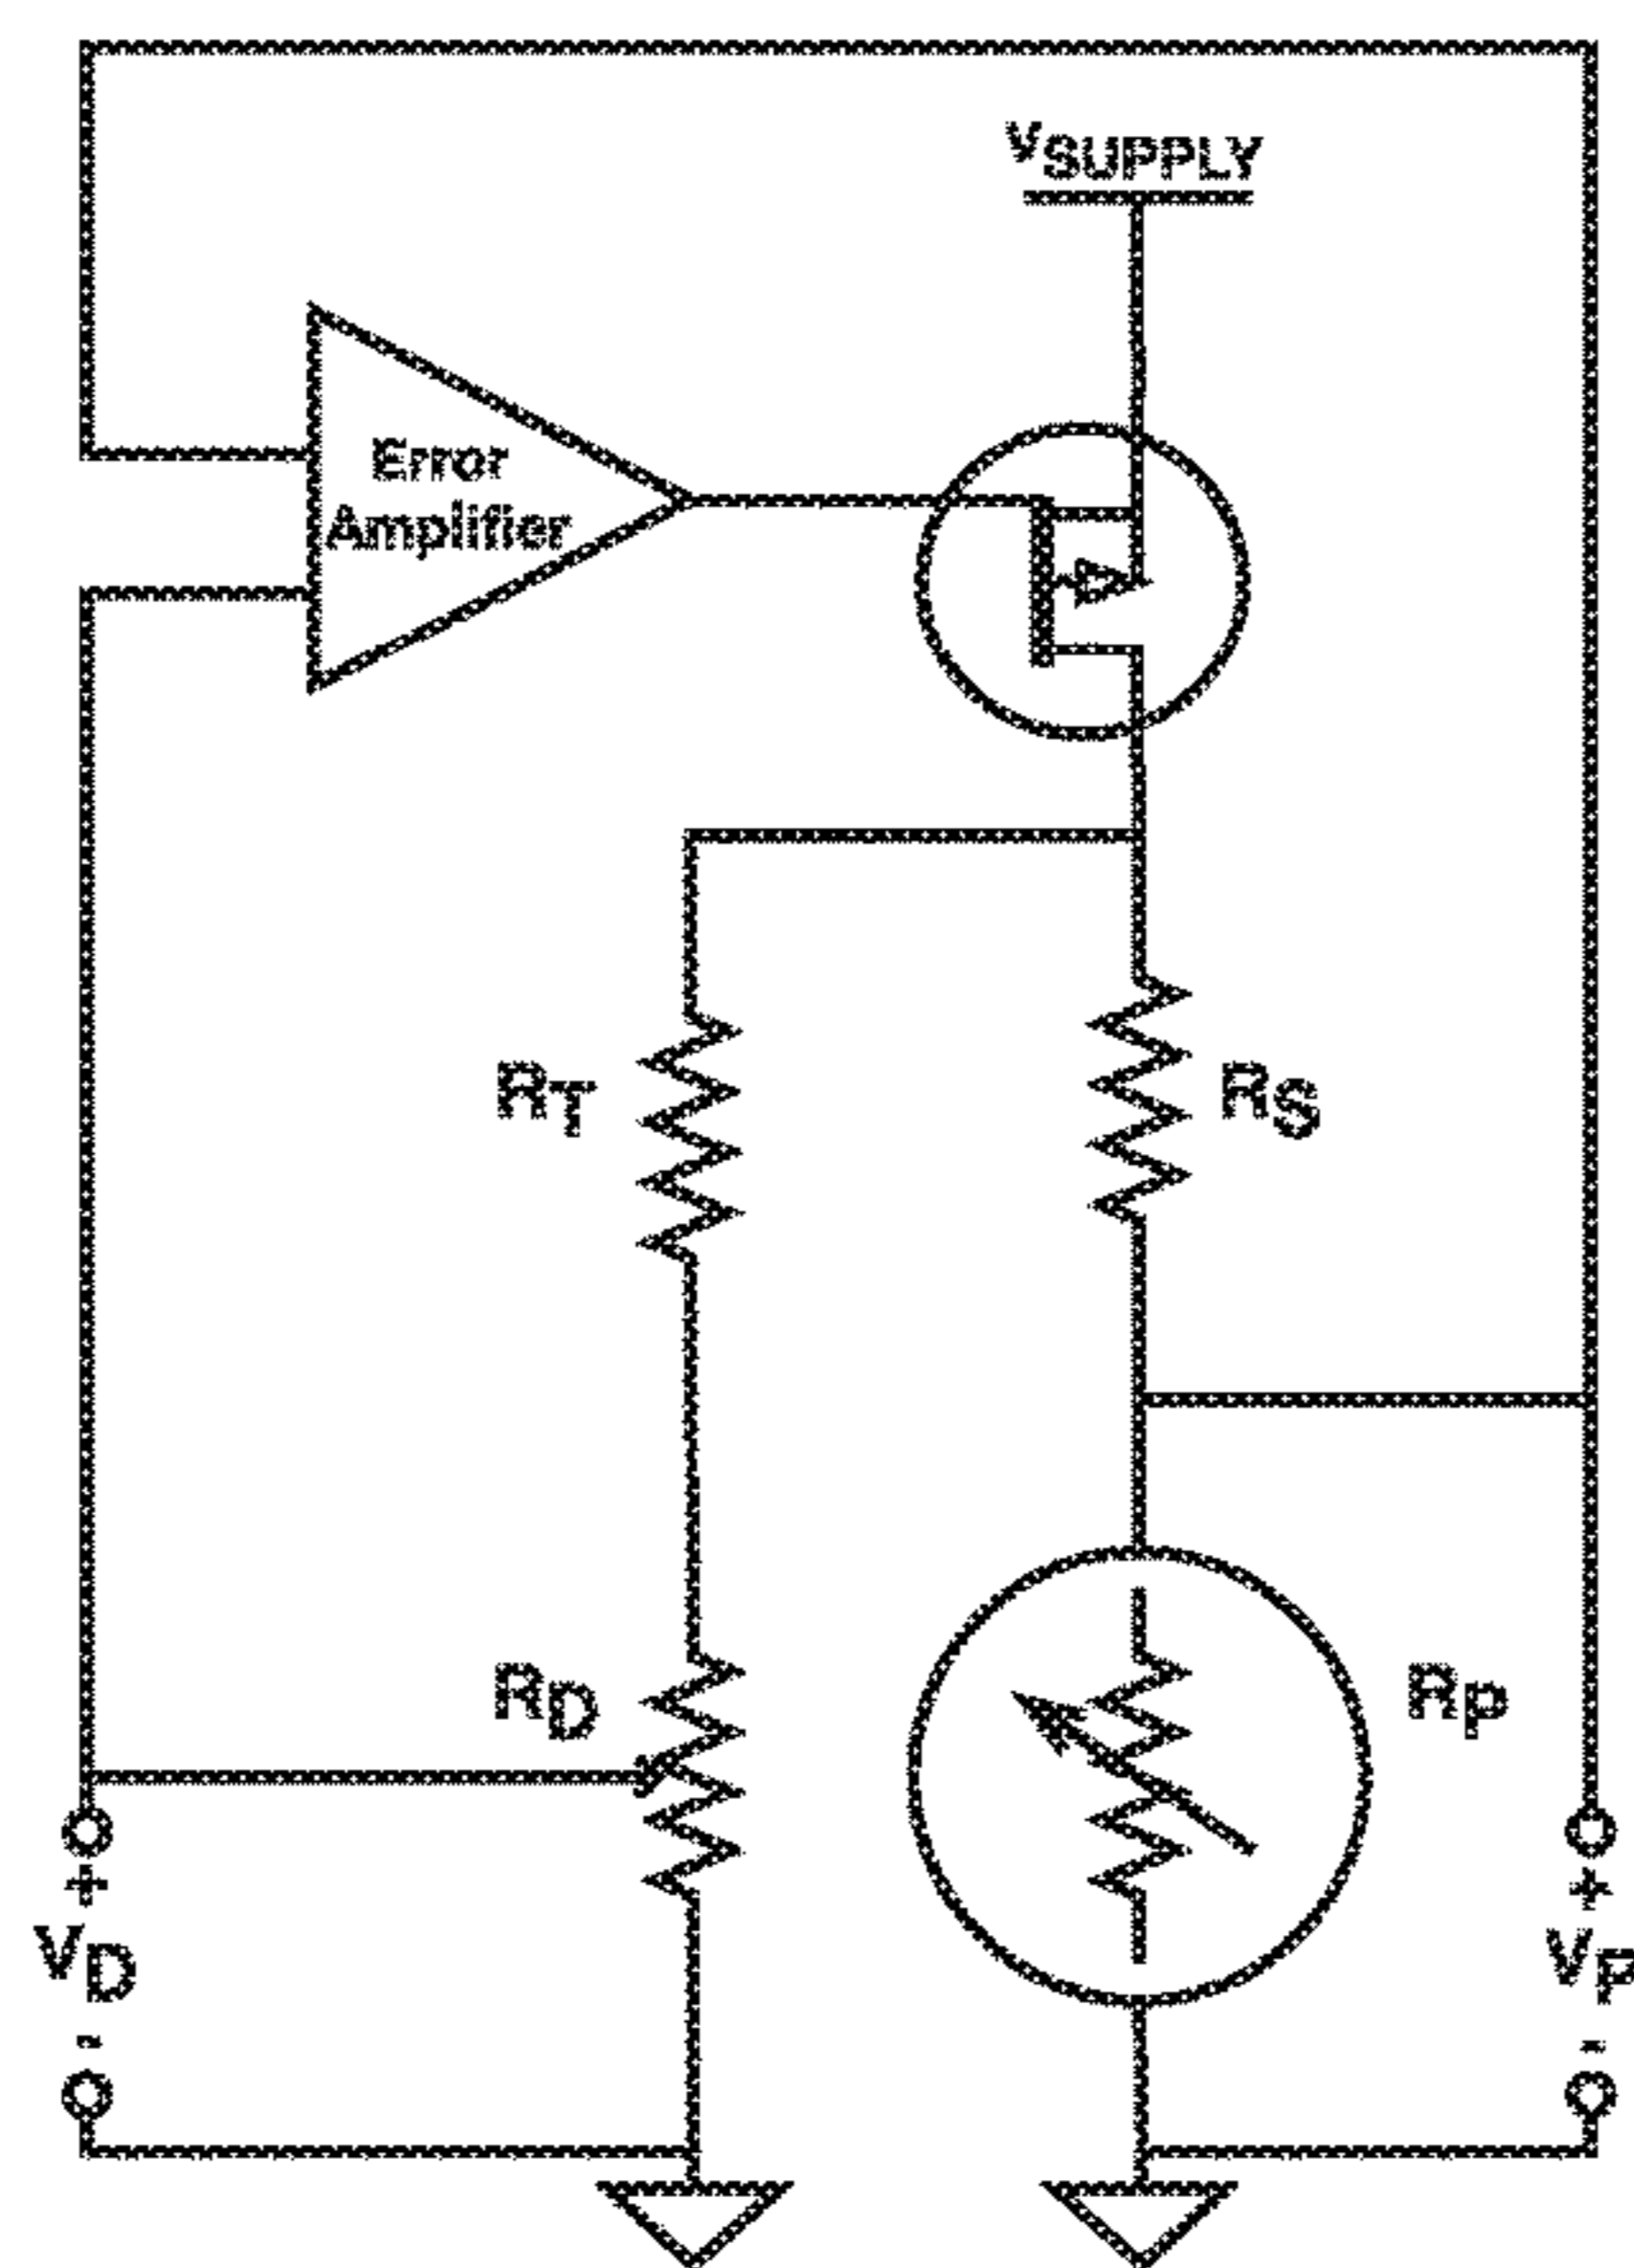 VSUPPLY
Error
Amplifier
RT
RS
RD
RP
+
+
VD
VP
-
-